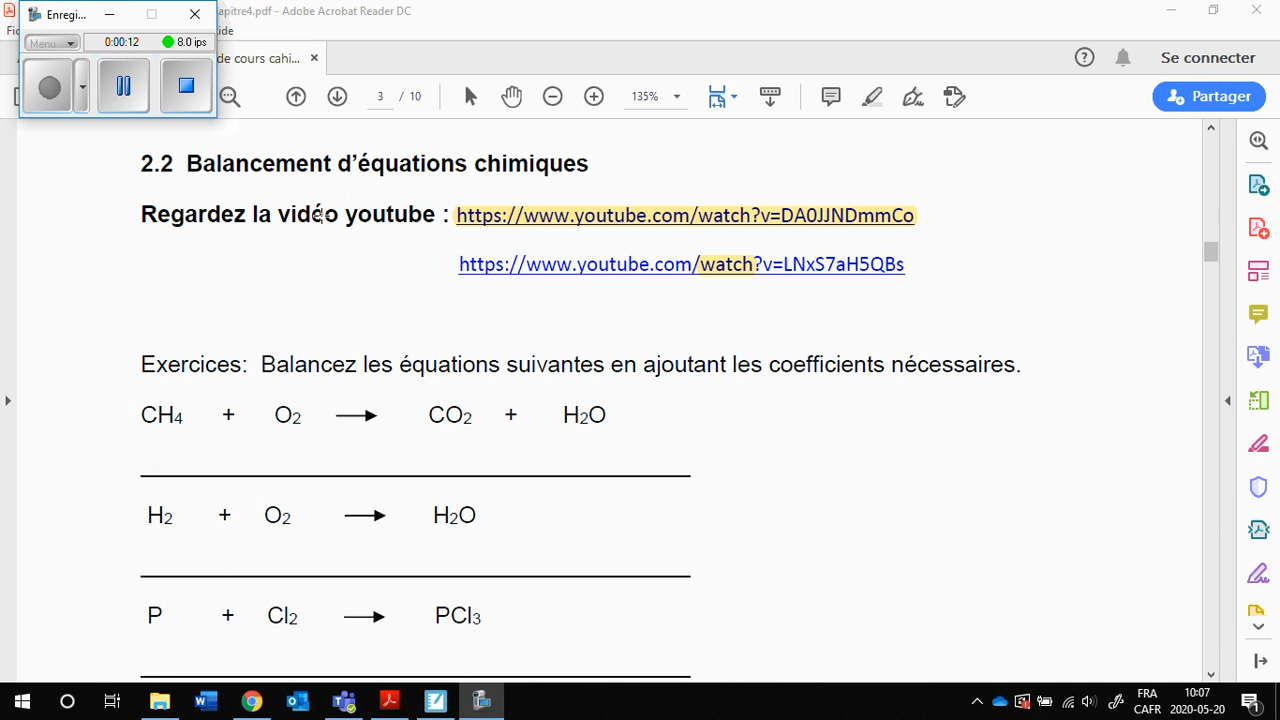 Enregi...
apitre4.pdf - Adobe Acrobat Reader DC
Menu
0:00:12
8.0 ips
de cours cahi...
Se connecter
3 / 10
135%
Partager
2.2 Balancement d'équations chimiques
Regardez la vidéo youtube : https://www.youtube.com/watch?v=DA0JJNDmmCo
https://www.youtube.com/watch?v=LNxS7aH5QBs
Exercices: Balancez les équations suivantes en ajoutant les coefficients nécessaires.
CH4 + O2 → CO2 + H2O
H2 + O2 → H2O
P + Cl2 → PCl3
FRA
CAFR
10:07
2020-05-20
1